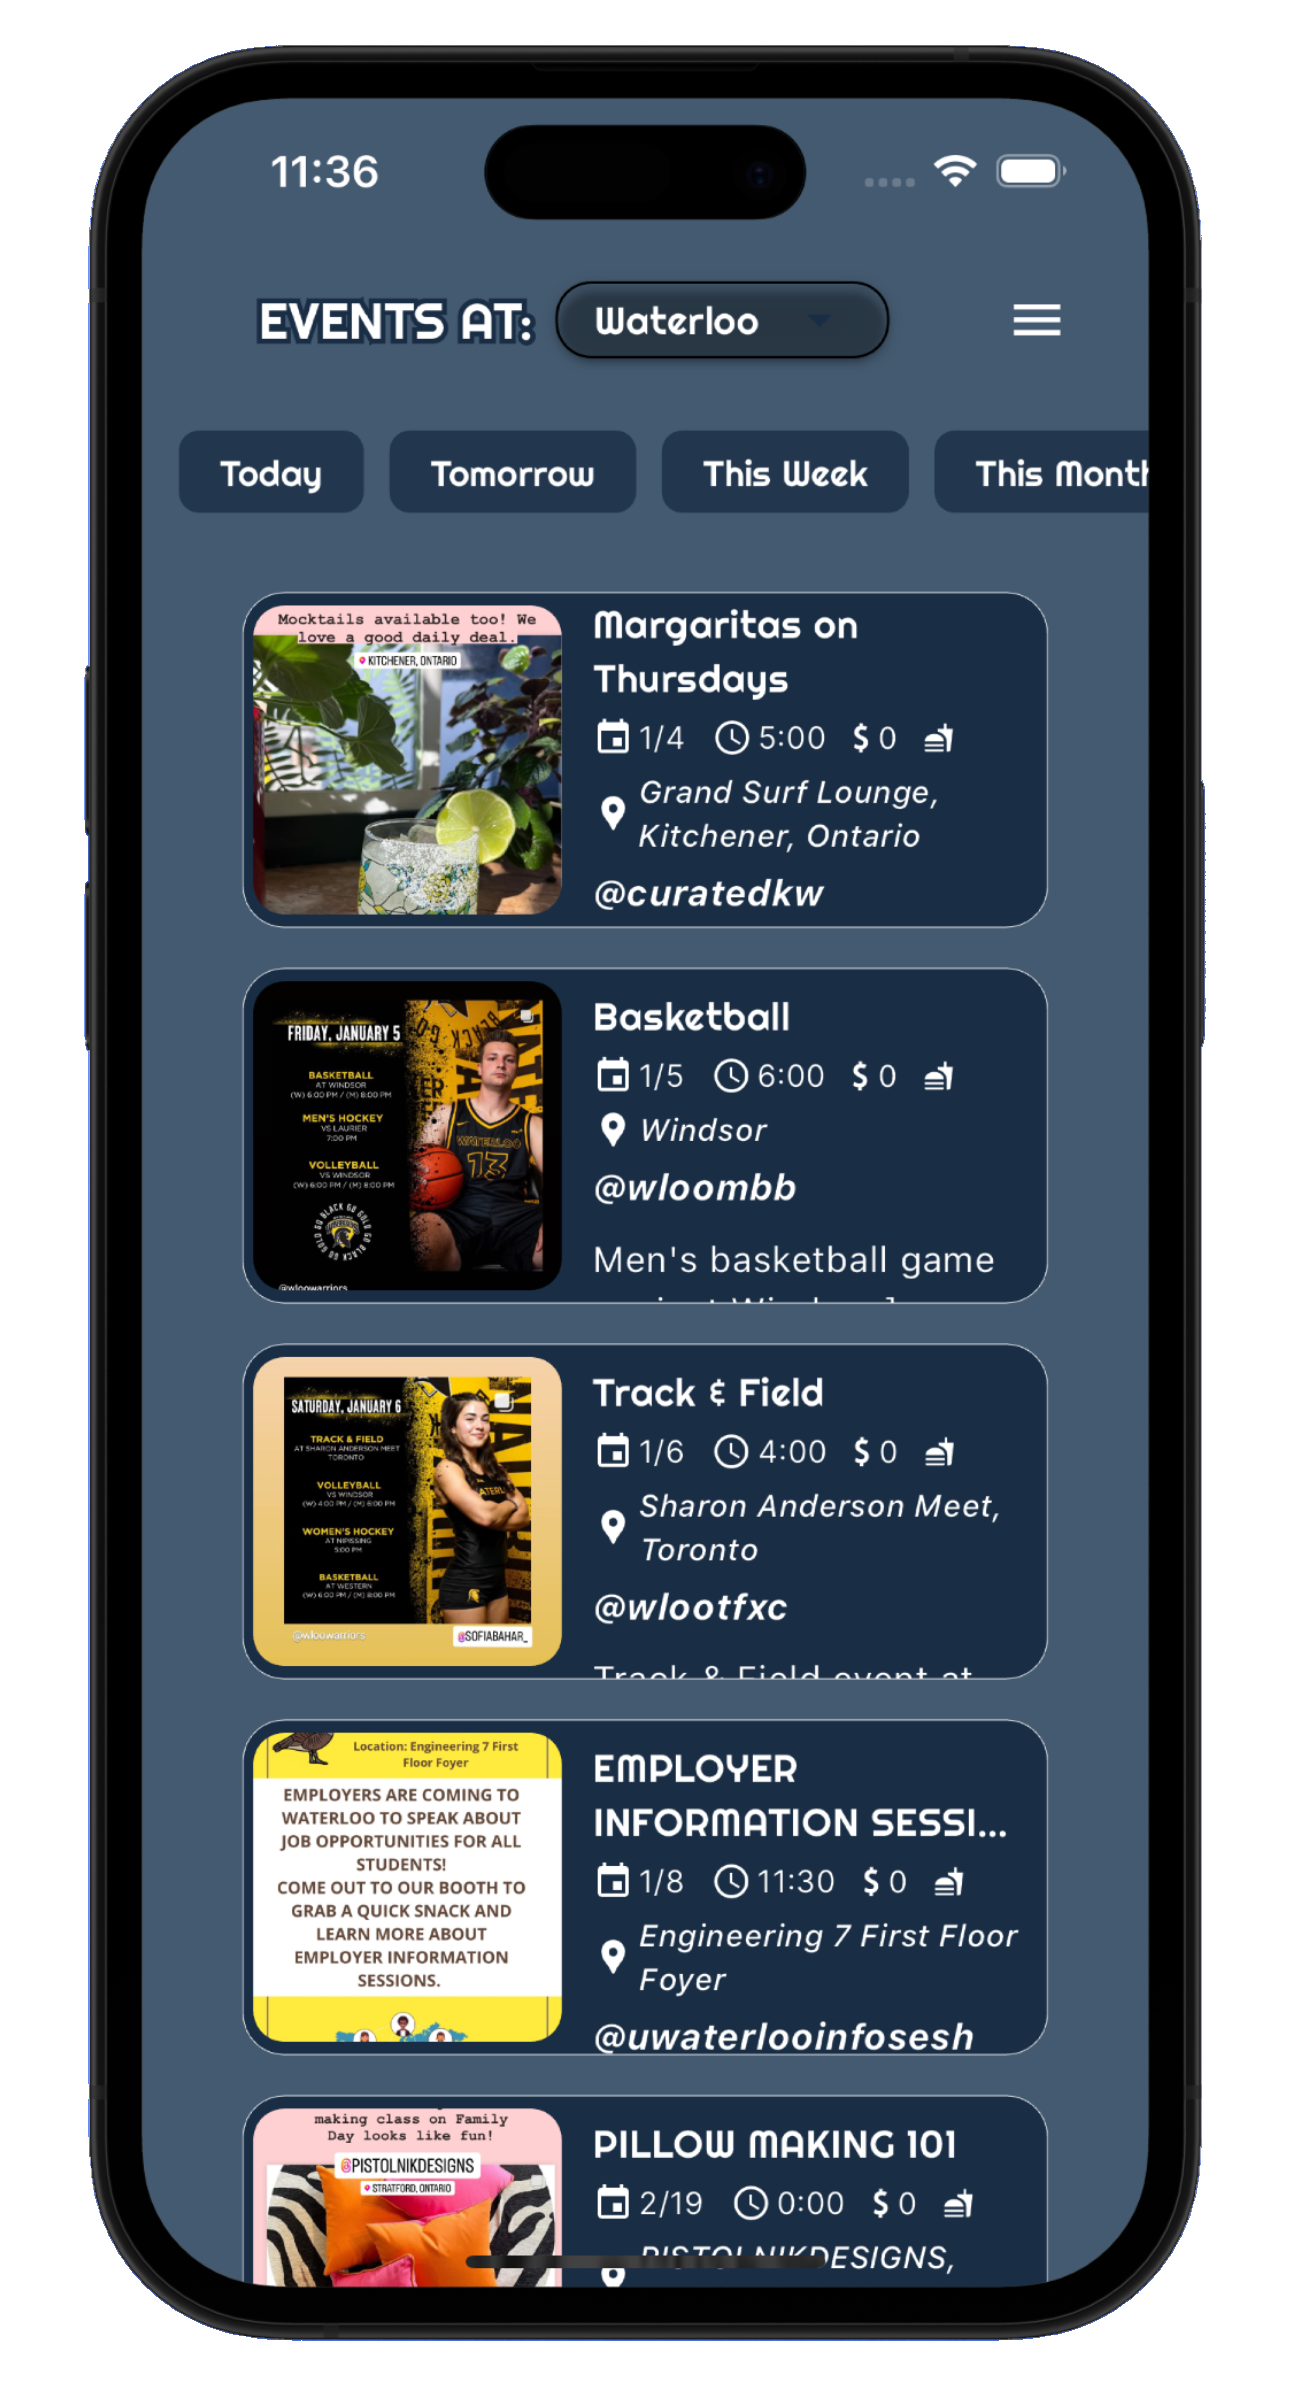 11:36
EVENTS AT:
Waterloo
Today
Tomorrow
This Week
This Month
Mocktails available too! We
love a good daily deal.
KITCHENER, ONTARIO
Margaritas on
Thursdays
1/4 5:00 $ 0
Grand Surf Lounge,
Kitchener, Ontario
@curatedkw
FRIDAY, JANUARY 5
BASKETBALL
AT WINDSOR
(W) 6:00 PM / (M) 8:00 PM
MEN'S HOCKEY
VS LAURIER
7:00 PM
VOLLEYBALL
VS WINDSOR
(W) 6:00 PM / (M) 8:00 PM
@wloowarriors
WATERLOO
13
Basketball
1/5 6:00 $ 0
Windsor
@wloombb
Men's basketball game
SATURDAY, JANUARY 6
TRACK & FIELD
AT SHARON ANDERSON MEET
TORONTO
VOLLEYBALL
VS WINDSOR
(W) 4:00 PM / (M) 6:00 PM
WOMEN'S HOCKEY
AT NIPISSING
5:00 PM
BASKETBALL
AT WESTERN
(W) 6:00 PM / (M) 8:00 PM
@wloowarriors
@SOFIABAHAR_
Track & Field
1/6 4:00 $ 0
Sharon Anderson Meet,
Toronto
@wlootfxc
Track & Field event at
Location: Engineering 7 First
Floor Foyer
EMPLOYERS ARE COMING TO
WATERLOO TO SPEAK ABOUT
JOB OPPORTUNITIES FOR ALL
STUDENTS!
COME OUT TO OUR BOOTH TO
GRAB A QUICK SNACK AND
LEARN MORE ABOUT
EMPLOYER INFORMATION
SESSIONS.
EMPLOYER
INFORMATION SESSI...
1/8 11:30 $ 0
Engineering 7 First Floor
Foyer
@uwaterlooinfosesh
making class on Family
Day looks like fun!
@PISTOLNIKDESIGNS
STRATFORD, ONTARIO
PILLOW MAKING 101
2/19 0:00 $ 0
PISTOLNIKDESIGNS,